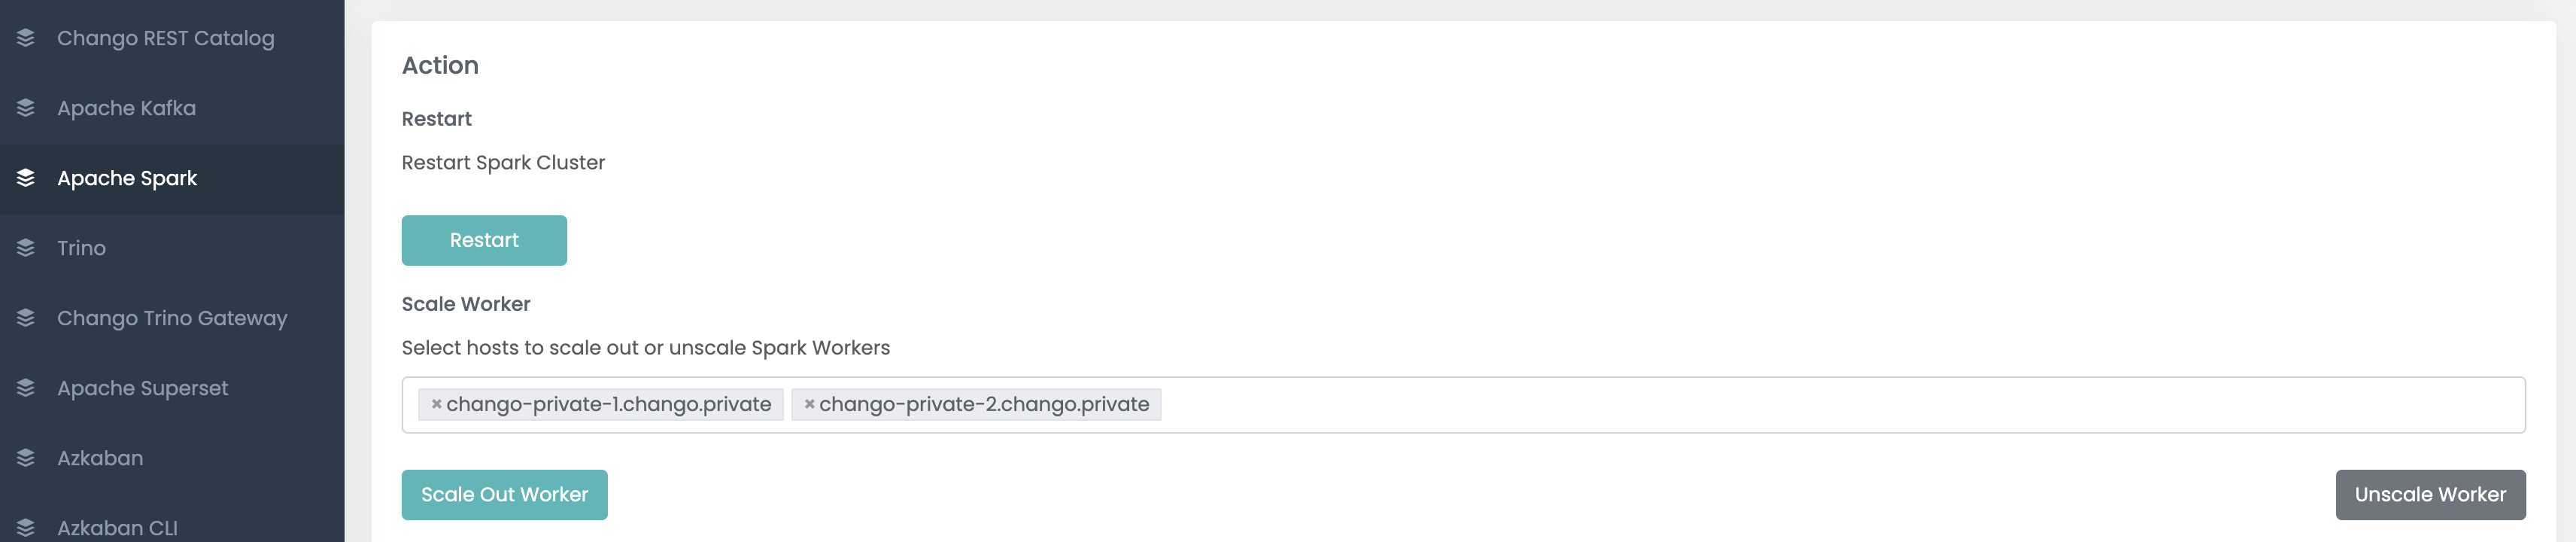 Chango REST Catalog
Apache Kafka
Apache Spark
Trino
Chango Trino Gateway
Apache Superset
Azkaban
Azkaban CLI
Action
Restart
Restart Spark Cluster
Restart
Scale Worker
Select hosts to scale out or unscale Spark Workers
× chango-private-1.chango.private × chango-private-2.chango.private
Scale Out Worker Unscale Worker